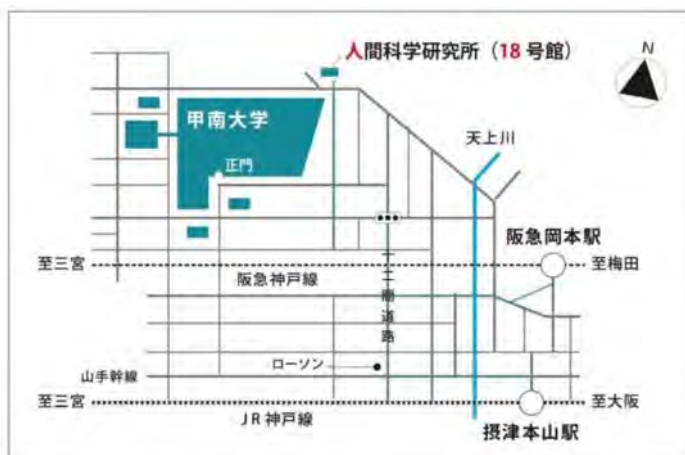 人間科学研究所（18号館）
N
甲南大学
天上川
正門
阪急岡本駅
至三宮
至梅田
阪急神戸線
十二間道路
ローソン
山手幹線
至三宮
至大阪
JR神戸線
摂津本山駅